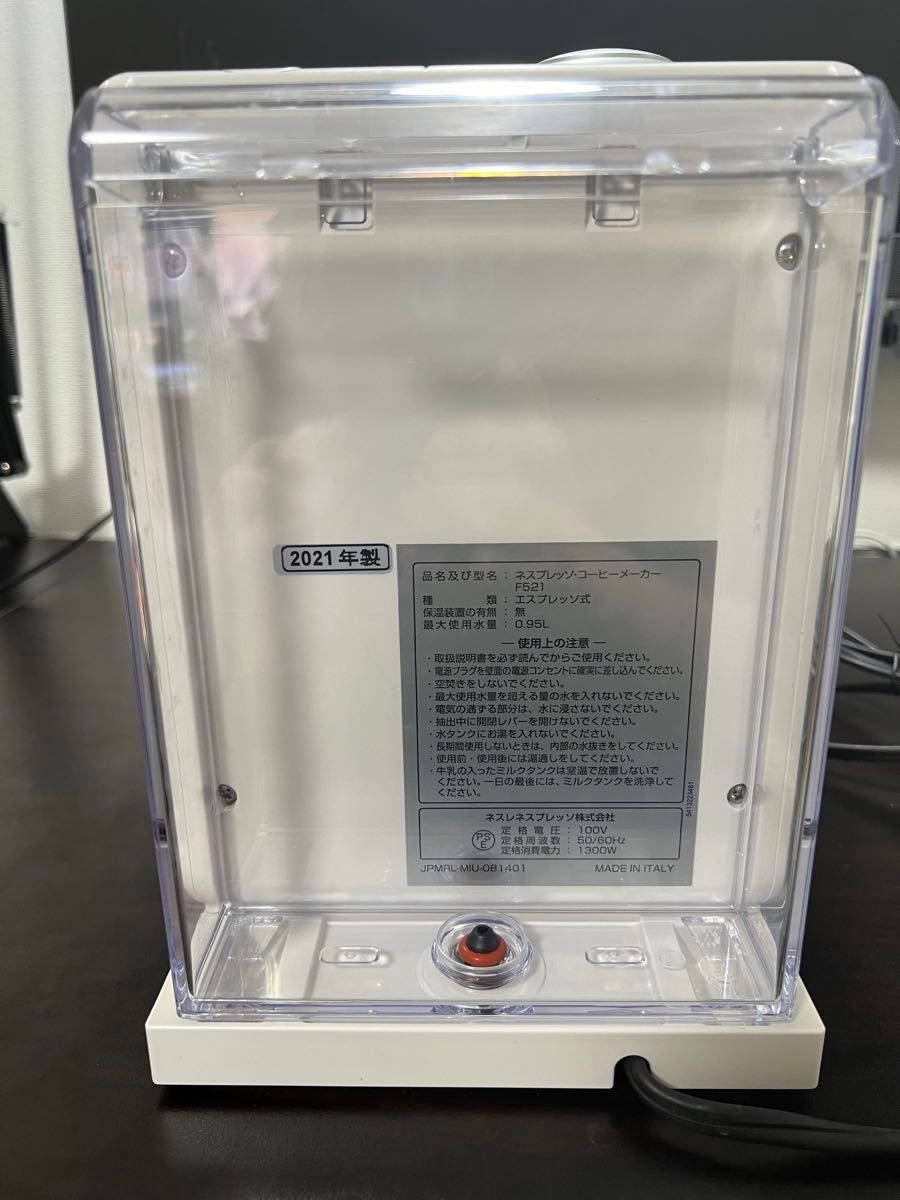 2021年製
品名及び型名：ネスプレッソ・コーヒーメーカー
F521
種類：エスプレッソ式
保温装置の有無：無
最大使用水量：0.95L
― 使用上の注意 ―
・取扱説明書を必ず読んでからご使用ください。
・電源プラグを壁面の電源コンセントに確実に差し込んでください。
・空焚きをしないでください。
・最大使用水量を超える量の水を入れないでください。
・電気の通ずる部分は、水に浸さないでください。
・抽出中に開閉レバーを開けないでください。
・水タンクにお湯を入れないでください。
・長期間使用しないときは、内部の水抜きをしてください。
・使用前・使用後には湯通しをしてください。
・牛乳の入ったミルクタンクは室温で放置しないで
ください。一日の最後には、ミルクタンクを洗浄して
ください。
5413223481
ネスレネスプレッソ株式会社
PS
E
定格電圧：100V
定格周波数：50/60Hz
定格消費電力：1300W
JPMRL-MIU-081401 MADE IN ITALY